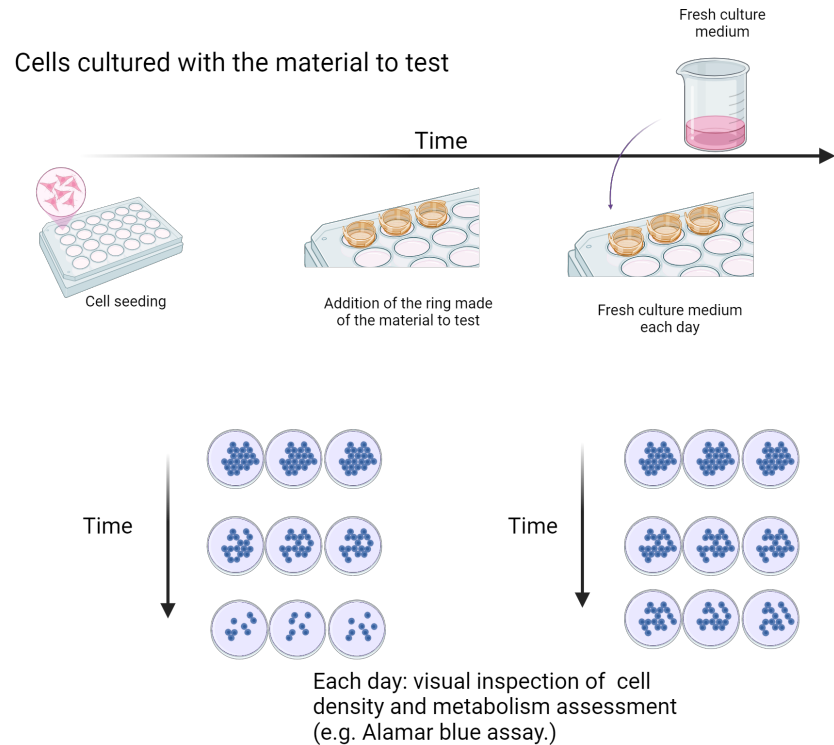 Fresh culture
medium
Cells cultured with the material to test
Time
Cell seeding
Addition of the ring made
of the material to test
Fresh culture medium
each day
Time
Time
Each day: visual inspection of cell
density and metabolism assessment
(e.g. Alamar blue assay.)